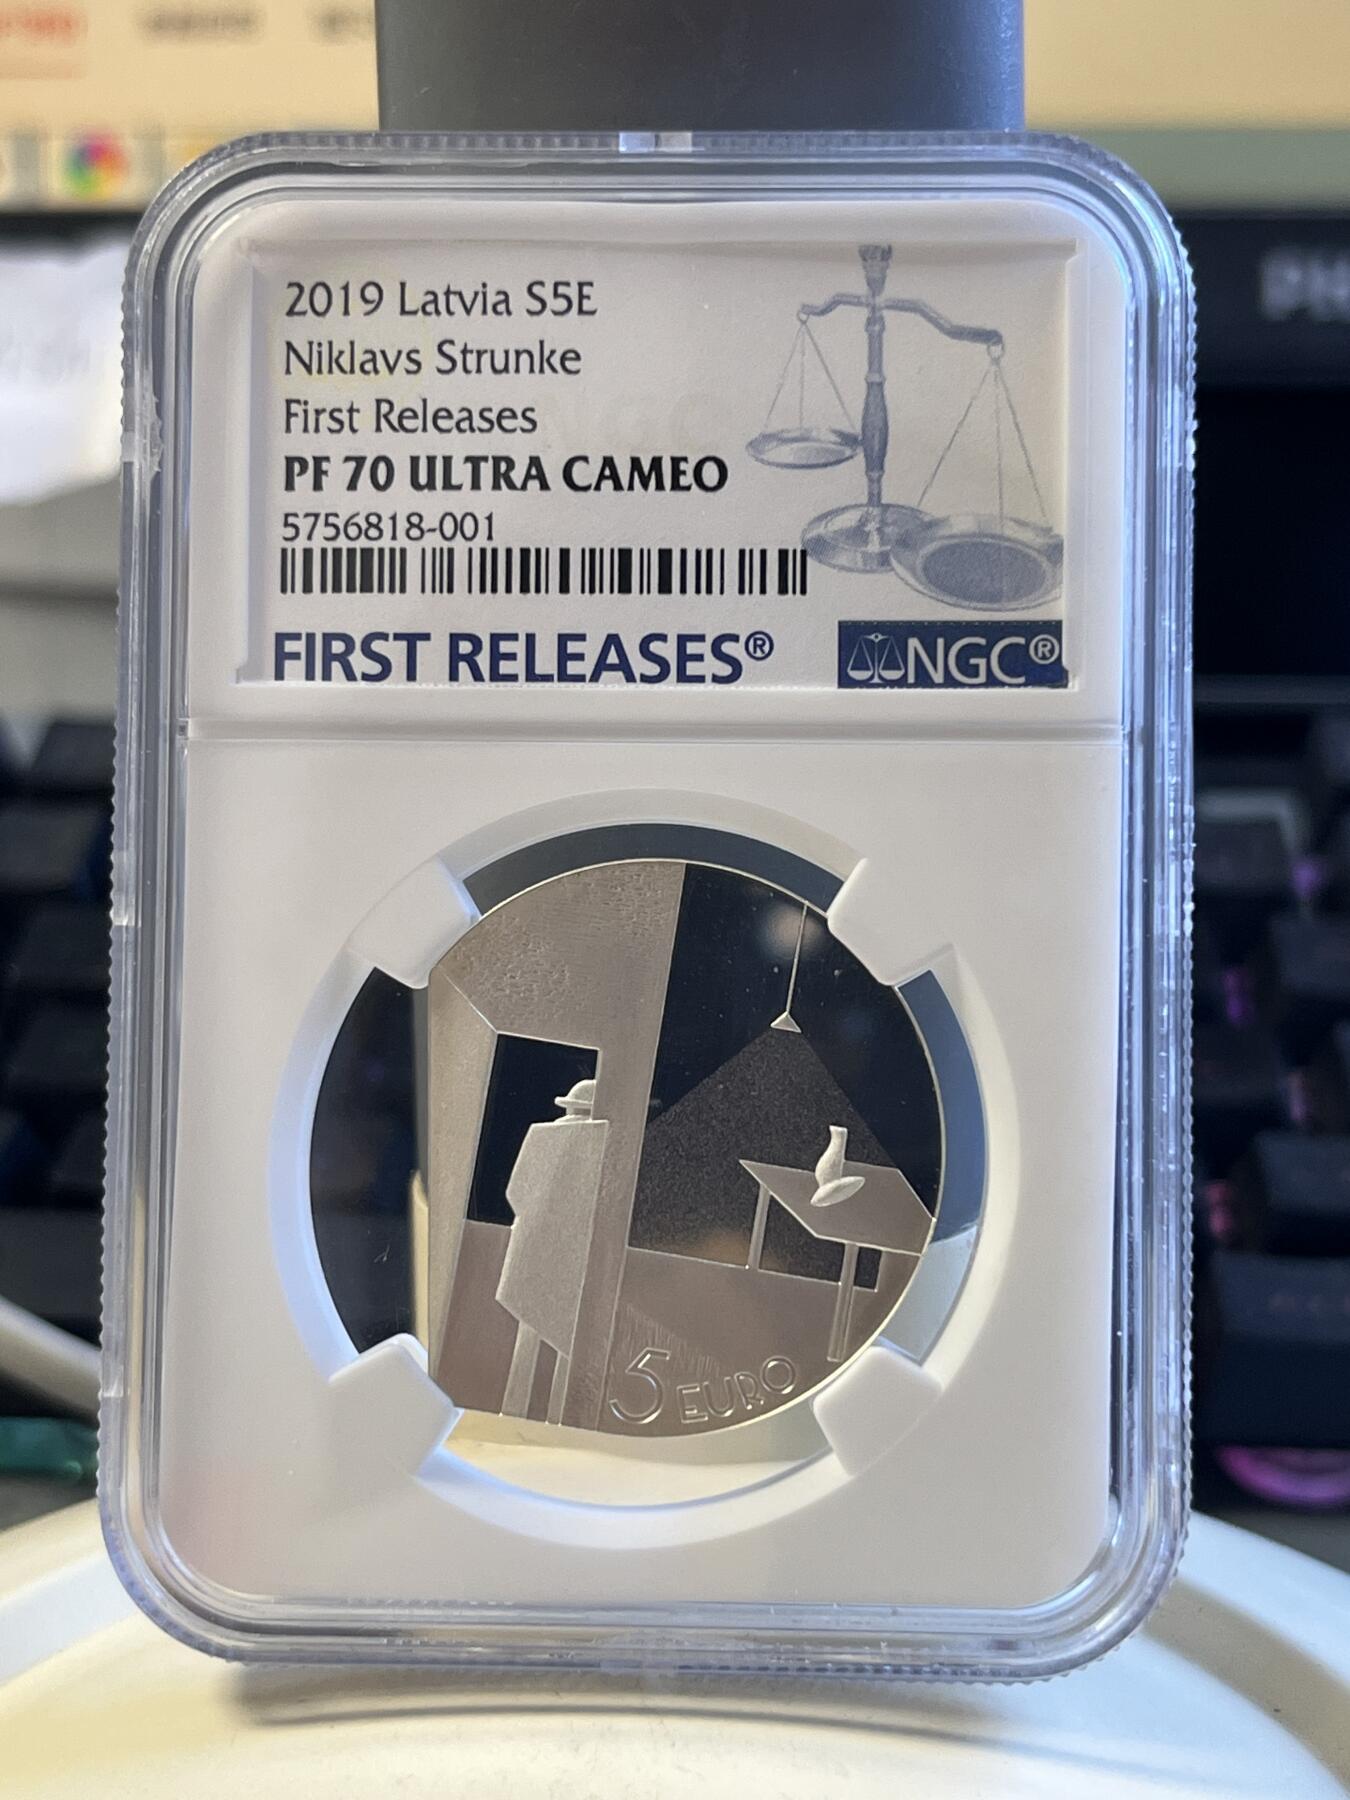 2019 Latvia S5E
Niklavs Strunke
First Releases
PF 70 ULTRA CAMEO
5756818-001
FIRST RELEASES®
NGC®
5 EURO